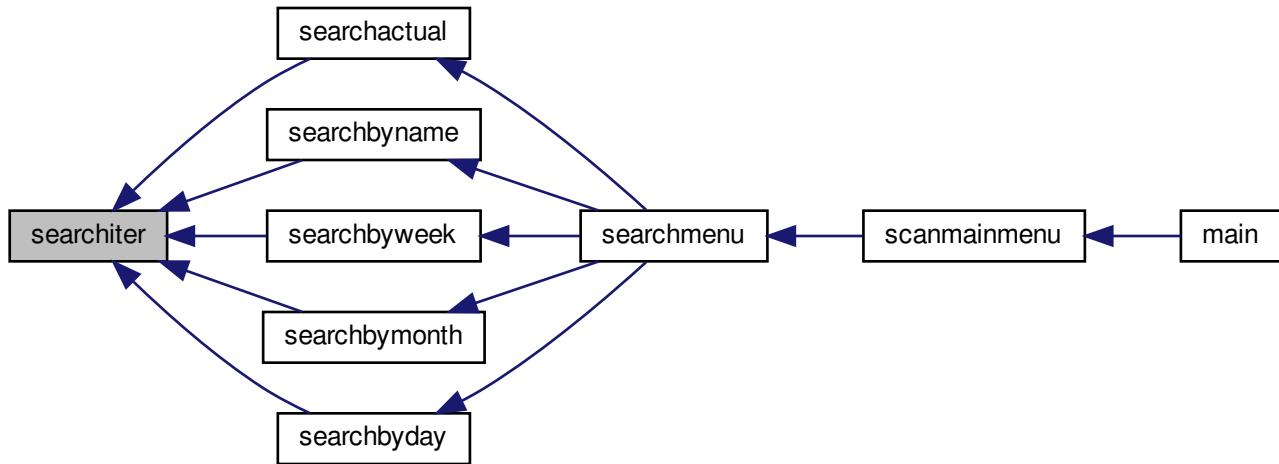 searchactual
searchbyname
searchiter
searchbyweek
searchmenu
scanmainmenu
main
searchbymonth
searchbyday